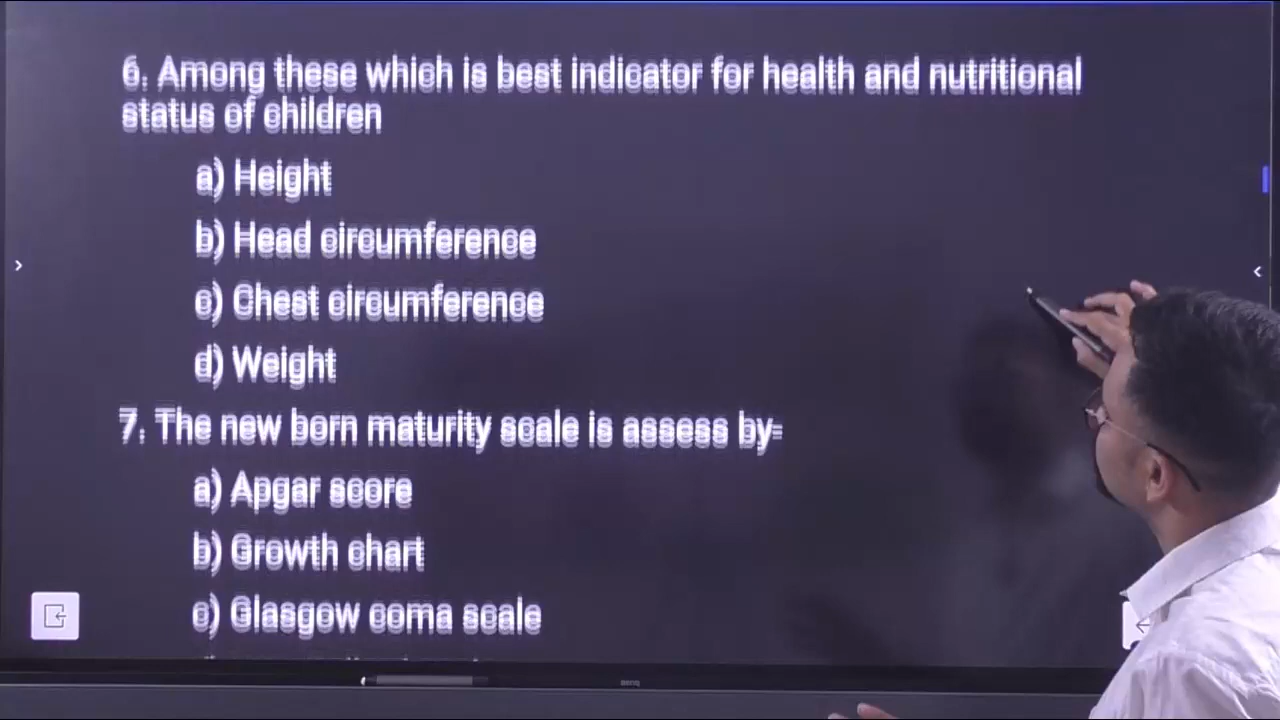 6. Among these which is best indicator for health and nutritional
status of children
a) Height
b) Head circumference
c) Chest circumference
d) Weight
7. The new born maturity scale is assess by-
a) Apgar score
b) Growth chart
c) Glasgow coma scale
BenQ